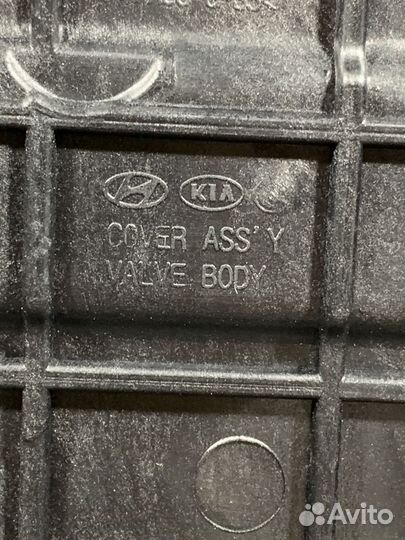 KIA
COVER ASS'Y
VALVE BODY
Avito